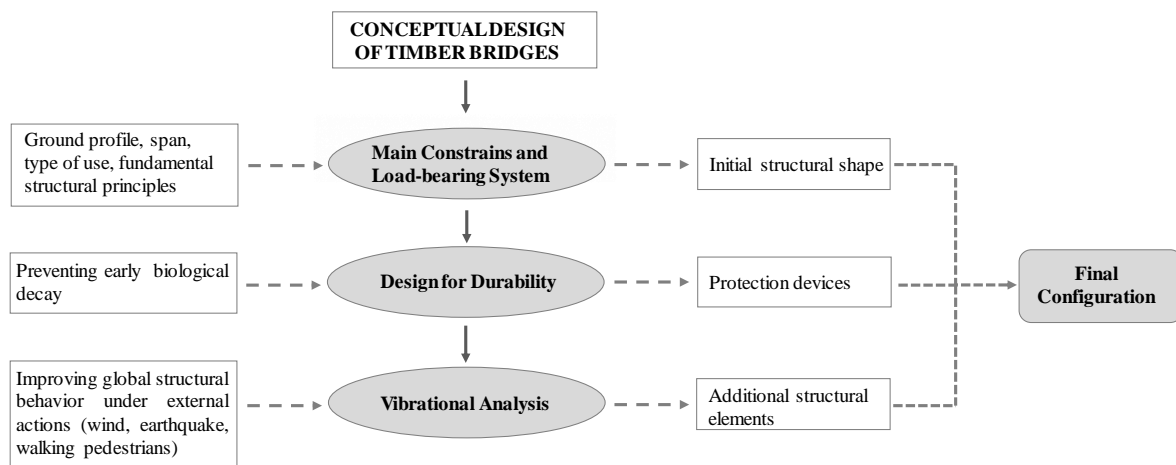 CONCEPTUAL DESIGN
OF TIMBER BRIDGES
Ground profile, span,
type of use, fundamental
structural principles
Main Constrains and
Load-bearing System
Initial structural shape
Preventing early biological
decay
Design for Durability
Protection devices
Final
Configuration
Improving global structural
behavior under external
actions (wind, earthquake,
walking pedestrians)
Vibrational Analysis
Additional structural
elements